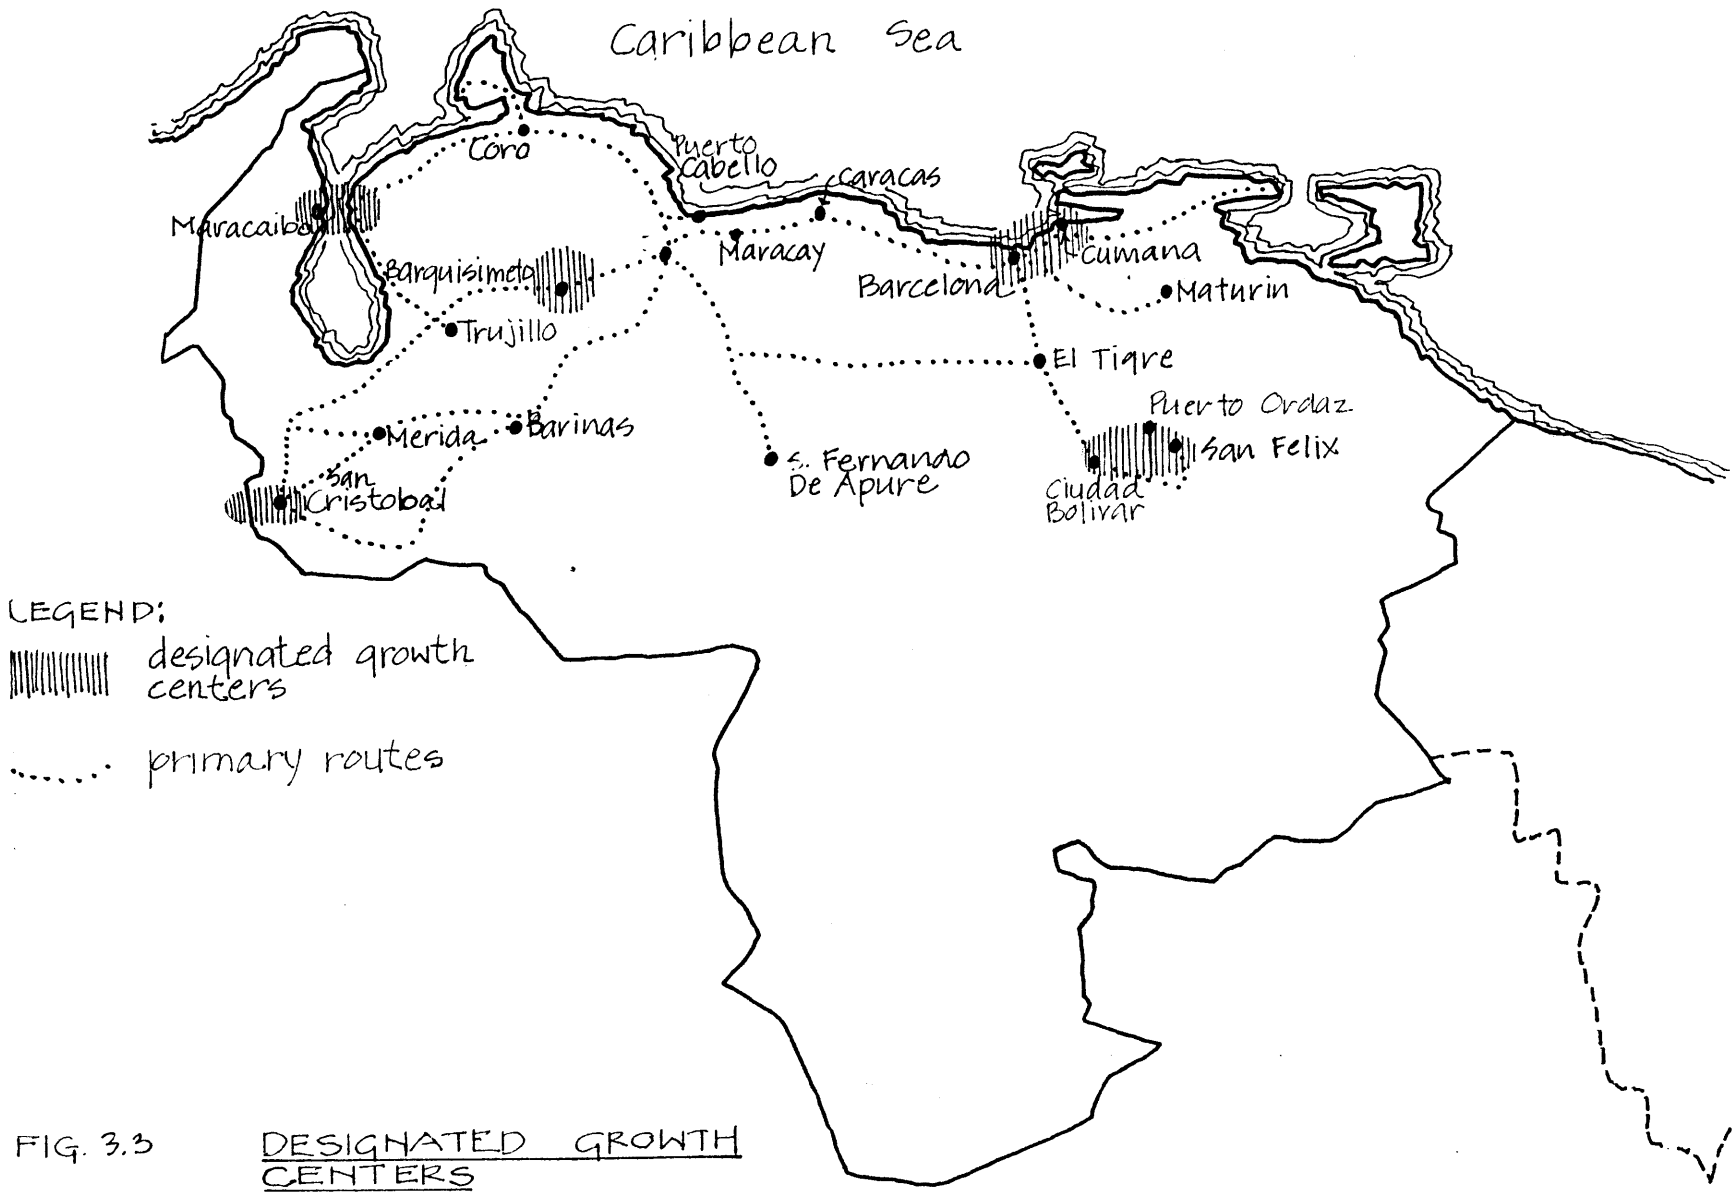 Caribbean Sea
Coro
Puerto
Cabello
Caracas
Maracaibo
Maracay
Cumana
Barquisimeto
Barcelona
Maturin
Trujillo
El Tigre
Puerto Ordaz
Merida
Barinas
San Felix
S. Fernando
De Apure
San
Cristobal
Ciudad
Bolivar
LEGEND:
designated growth
centers
primary routes
FIG. 3.3
DESIGNATED GROWTH
CENTERS